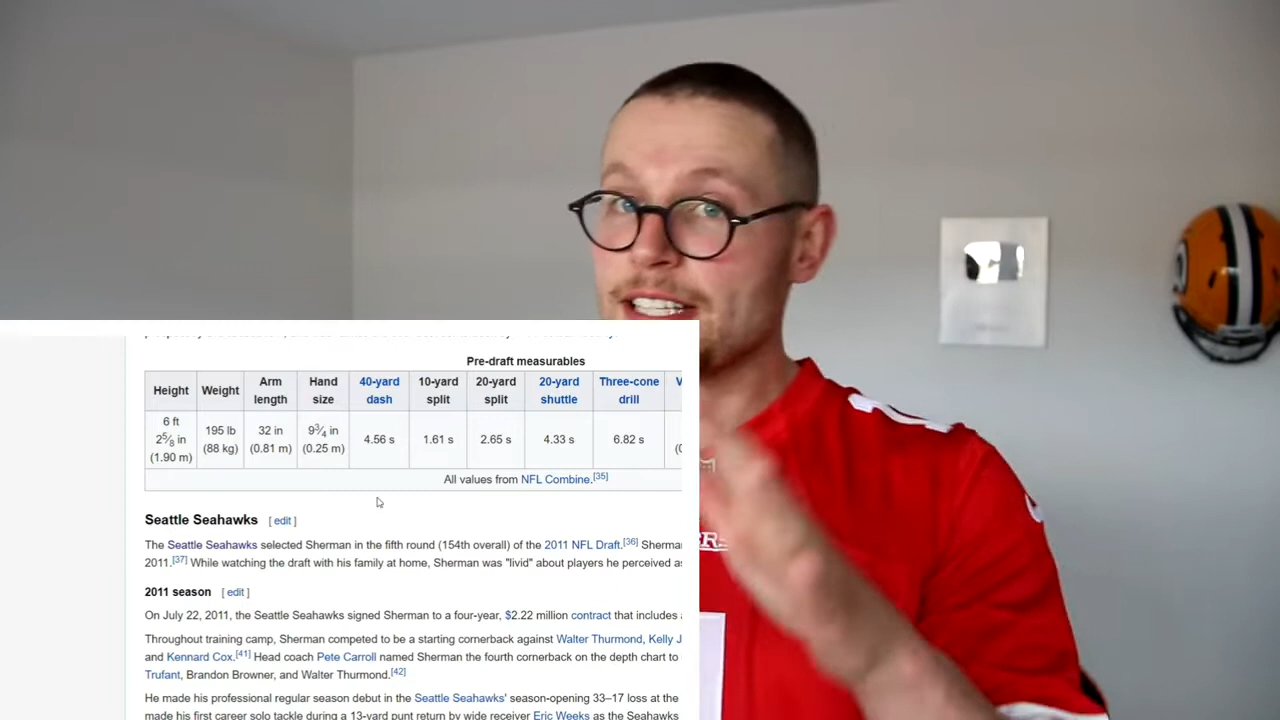 Pre-draft measurables
Height Weight Arm length Hand size 40-yard dash 10-yard split 20-yard split 20-yard shuttle Three-cone drill V
6 ft 2⅝ in (1.90 m) 195 lb (88 kg) 32 in (0.81 m) 9¾ in (0.25 m) 4.56 s 1.61 s 2.65 s 4.33 s 6.82 s (0
All values from NFL Combine.[35]
Seattle Seahawks [ edit ]
The Seattle Seahawks selected Sherman in the fifth round (154th overall) of the 2011 NFL Draft.[36] Sherma
2011.[37] While watching the draft with his family at home, Sherman was "livid" about players he perceived a
2011 season [ edit ]
On July 22, 2011, the Seattle Seahawks signed Sherman to a four-year, $2.22 million contract that includes
Throughout training camp, Sherman competed to be a starting cornerback against Walter Thurmond, Kelly J
and Kennard Cox.[41] Head coach Pete Carroll named Sherman the fourth cornerback on the depth chart to
Trufant, Brandon Browner, and Walter Thurmond.[42]
He made his professional regular season debut in the Seattle Seahawks' season-opening 33–17 loss at the
made his first career solo tackle during a 13-yard punt return by wide receiver Eric Weeks as the Seahawks
ERS